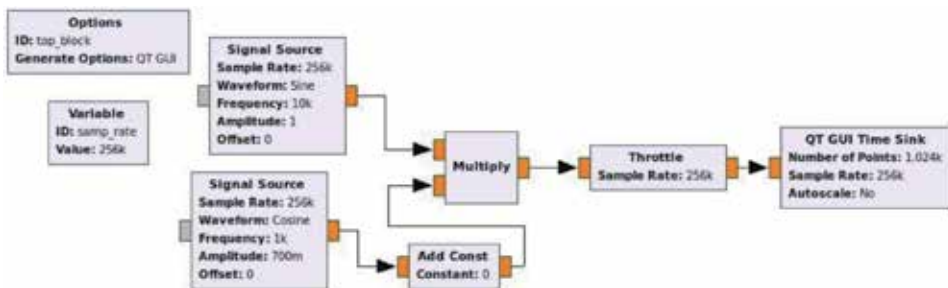 Options
ID: top_block
Generate Options: QT GUI
Variable
ID: samp_rate
Value: 256k
Signal Source
Sample Rate: 256k
Waveform: Sine
Frequency: 10k
Amplitude: 1
Offset: 0
Signal Source
Sample Rate: 256k
Waveform: Cosine
Frequency: 1k
Amplitude: 700m
Offset: 0
Add Const
Constant: 0
Multiply
Throttle
Sample Rate: 256k
QT GUI Time Sink
Number of Points: 1.024k
Sample Rate: 256k
Autoscale: No